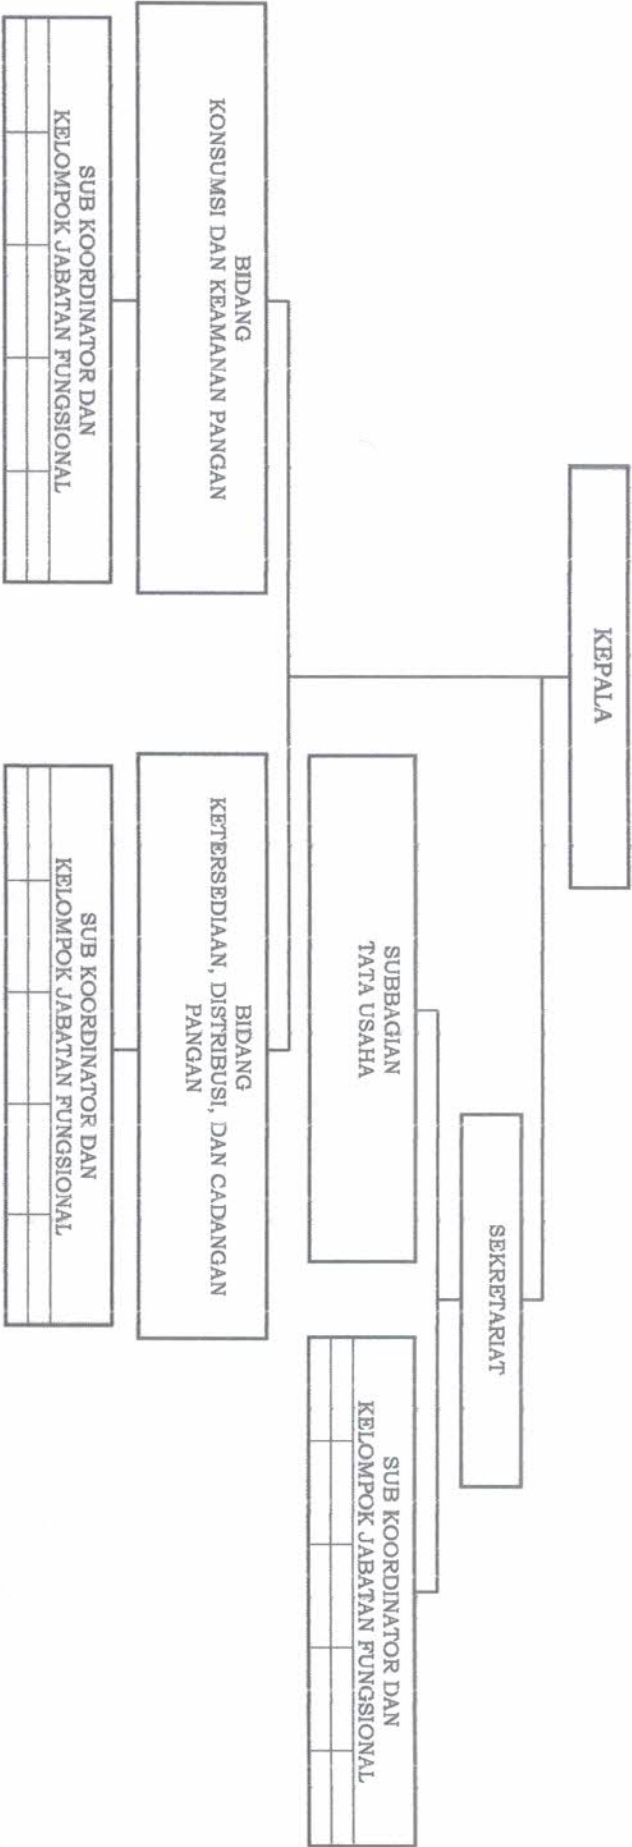 KEPALA
SEKRETARIAT
SUBBAGIAN
TATA USAHA
SUB KOORDINATOR DAN
KELOMPOK JABATAN FUNGSIONAL
BIDANG
KONSUMSI DAN KEAMANAN PANGAN
BIDANG
KETERSEDIAAN, DISTRIBUSI, DAN CADANGAN
PANGAN
SUB KOORDINATOR DAN
KELOMPOK JABATAN FUNGSIONAL
SUB KOORDINATOR DAN
KELOMPOK JABATAN FUNGSIONAL